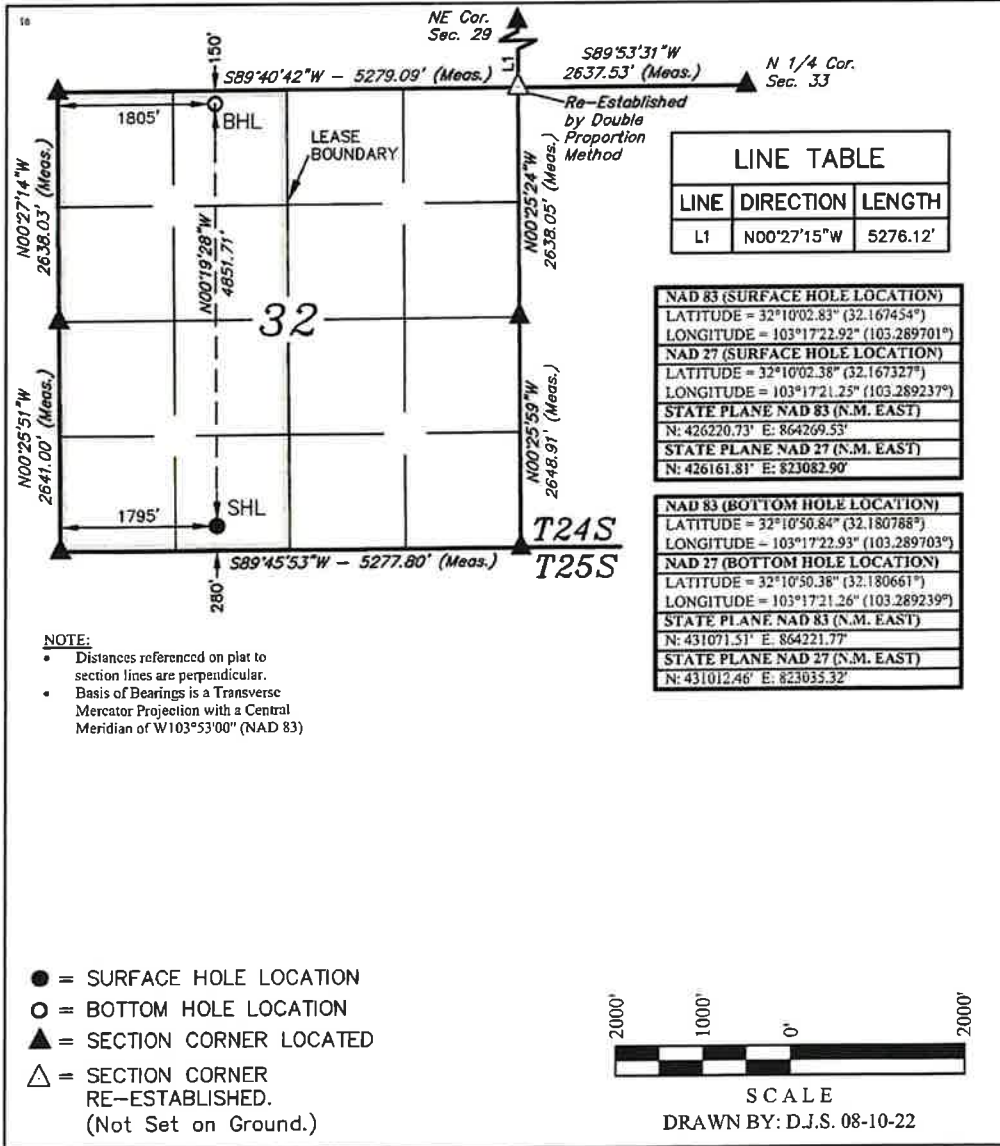 NE Cor.
Sec. 29
150'
S89°40'42"W - 5279.09' (Meas.)
L1
S89°53'31"W
2637.53' (Meas.)
N 1/4 Cor.
Sec. 33
Re-Established
by Double
Proportion
Method
1805'
BHL
LEASE
BOUNDARY
N00°27'14"W
2638.03' (Meas.)
N00°19'28"W
4851.71'
N00°25'24"W
2638.05' (Meas.)
32
N00°25'51"W
2641.00' (Meas.)
N00°25'59"W
2648.91' (Meas.)
1795'
SHL
T24S
T25S
S89°45'53"W - 5277.80' (Meas.)
280'
LINE TABLE
LINE DIRECTION LENGTH
L1 N00°27'15"W 5276.12'
NAD 83 (SURFACE HOLE LOCATION)
LATITUDE = 32°10'02.83" (32.167454°)
LONGITUDE = 103°17'22.92" (103.289701°)
NAD 27 (SURFACE HOLE LOCATION)
LATITUDE = 32°10'02.38" (32.167327°)
LONGITUDE = 103°17'21.25" (103.289237°)
STATE PLANE NAD 83 (N.M. EAST)
N: 426220.73' E: 864269.53'
STATE PLANE NAD 27 (N.M. EAST)
N: 426161.81' E: 823082.90'
NAD 83 (BOTTOM HOLE LOCATION)
LATITUDE = 32°10'50.84" (32.180788°)
LONGITUDE = 103°17'22.93" (103.289703°)
NAD 27 (BOTTOM HOLE LOCATION)
LATITUDE = 32°10'50.38" (32.180661°)
LONGITUDE = 103°17'21.26" (103.289239°)
STATE PLANE NAD 83 (N.M. EAST)
N: 431071.51' E: 864221.77'
STATE PLANE NAD 27 (N.M. EAST)
N: 431012.46' E: 823035.32'
NOTE:
• Distances referenced on plat to
section lines are perpendicular.
• Basis of Bearings is a Transverse
Mercator Projection with a Central
Meridian of W103°53'00" (NAD 83)
= SURFACE HOLE LOCATION
= BOTTOM HOLE LOCATION
= SECTION CORNER LOCATED
= SECTION CORNER
RE-ESTABLISHED.
(Not Set on Ground.)
2000' 1000' 0' 2000'
SCALE
DRAWN BY: D.J.S. 08-10-22